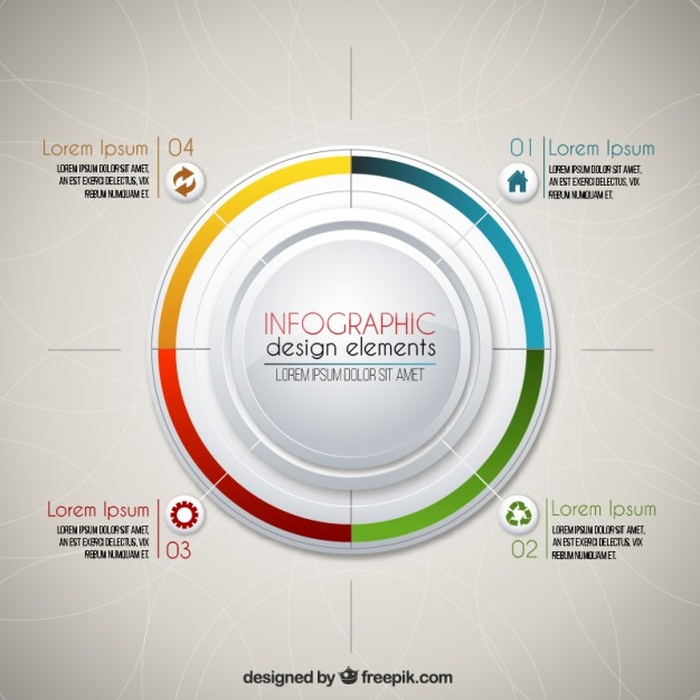 Lorem Ipsum 04
LOREM IPSUM DOLOR SIT AMET,
AN EST EXERCI DELECTUS, VIX
REBUM NUMQUAM ET.
01 Lorem Ipsum
LOREM IPSUM DOLOR SIT AMET,
AN EST EXERCI DELECTUS, VIX
REBUM NUMQUAM ET.
INFOGRAPHIC
design elements
LOREM IPSUM DOLOR SIT AMET
Lorem Ipsum
LOREM IPSUM DOLOR SIT AMET,
AN EST EXERCI DELECTUS, VIX
REBUM NUMQUAM ET.
03
Lorem Ipsum
LOREM IPSUM DOLOR SIT AMET,
AN EST EXERCI DELECTUS, VIX
REBUM NUMQUAM ET.
02
designed by freepik.com